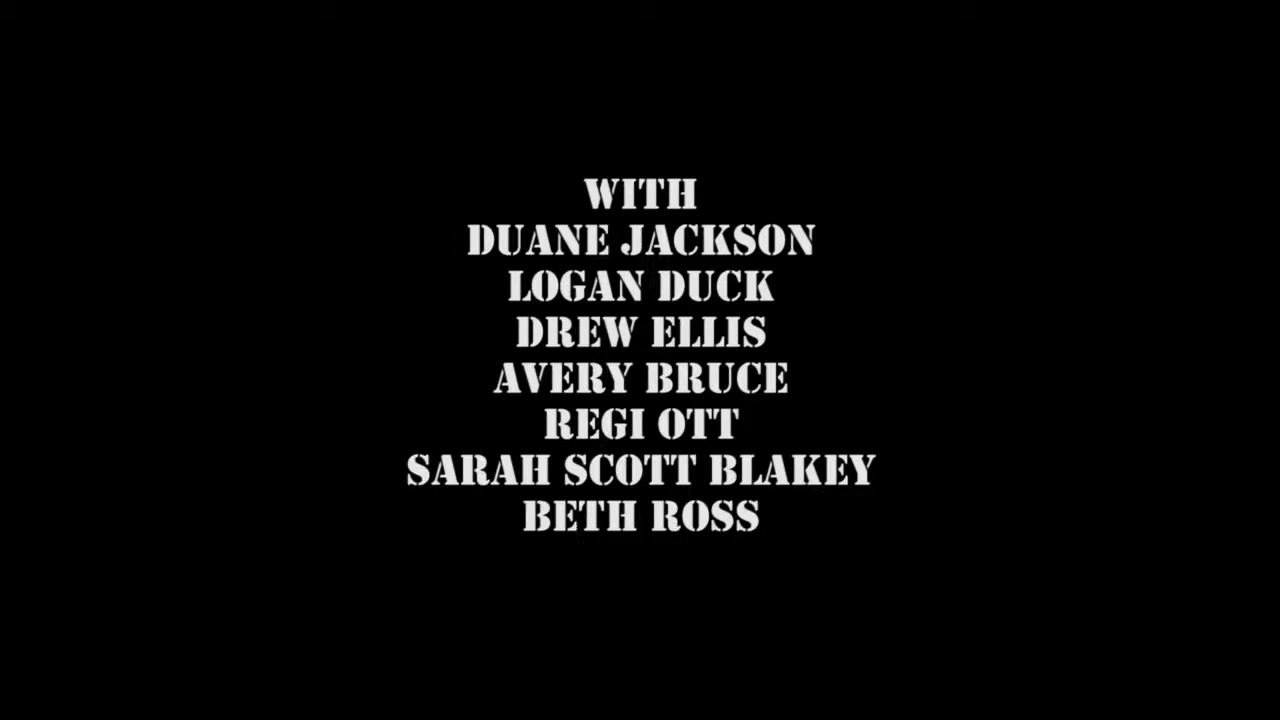 WITH
DUANE JACKSON
LOGAN DUCK
DREW ELLIS
AVERY BRUCE
REGI OTT
SARAH SCOTT BLAKEY
BETH ROSS